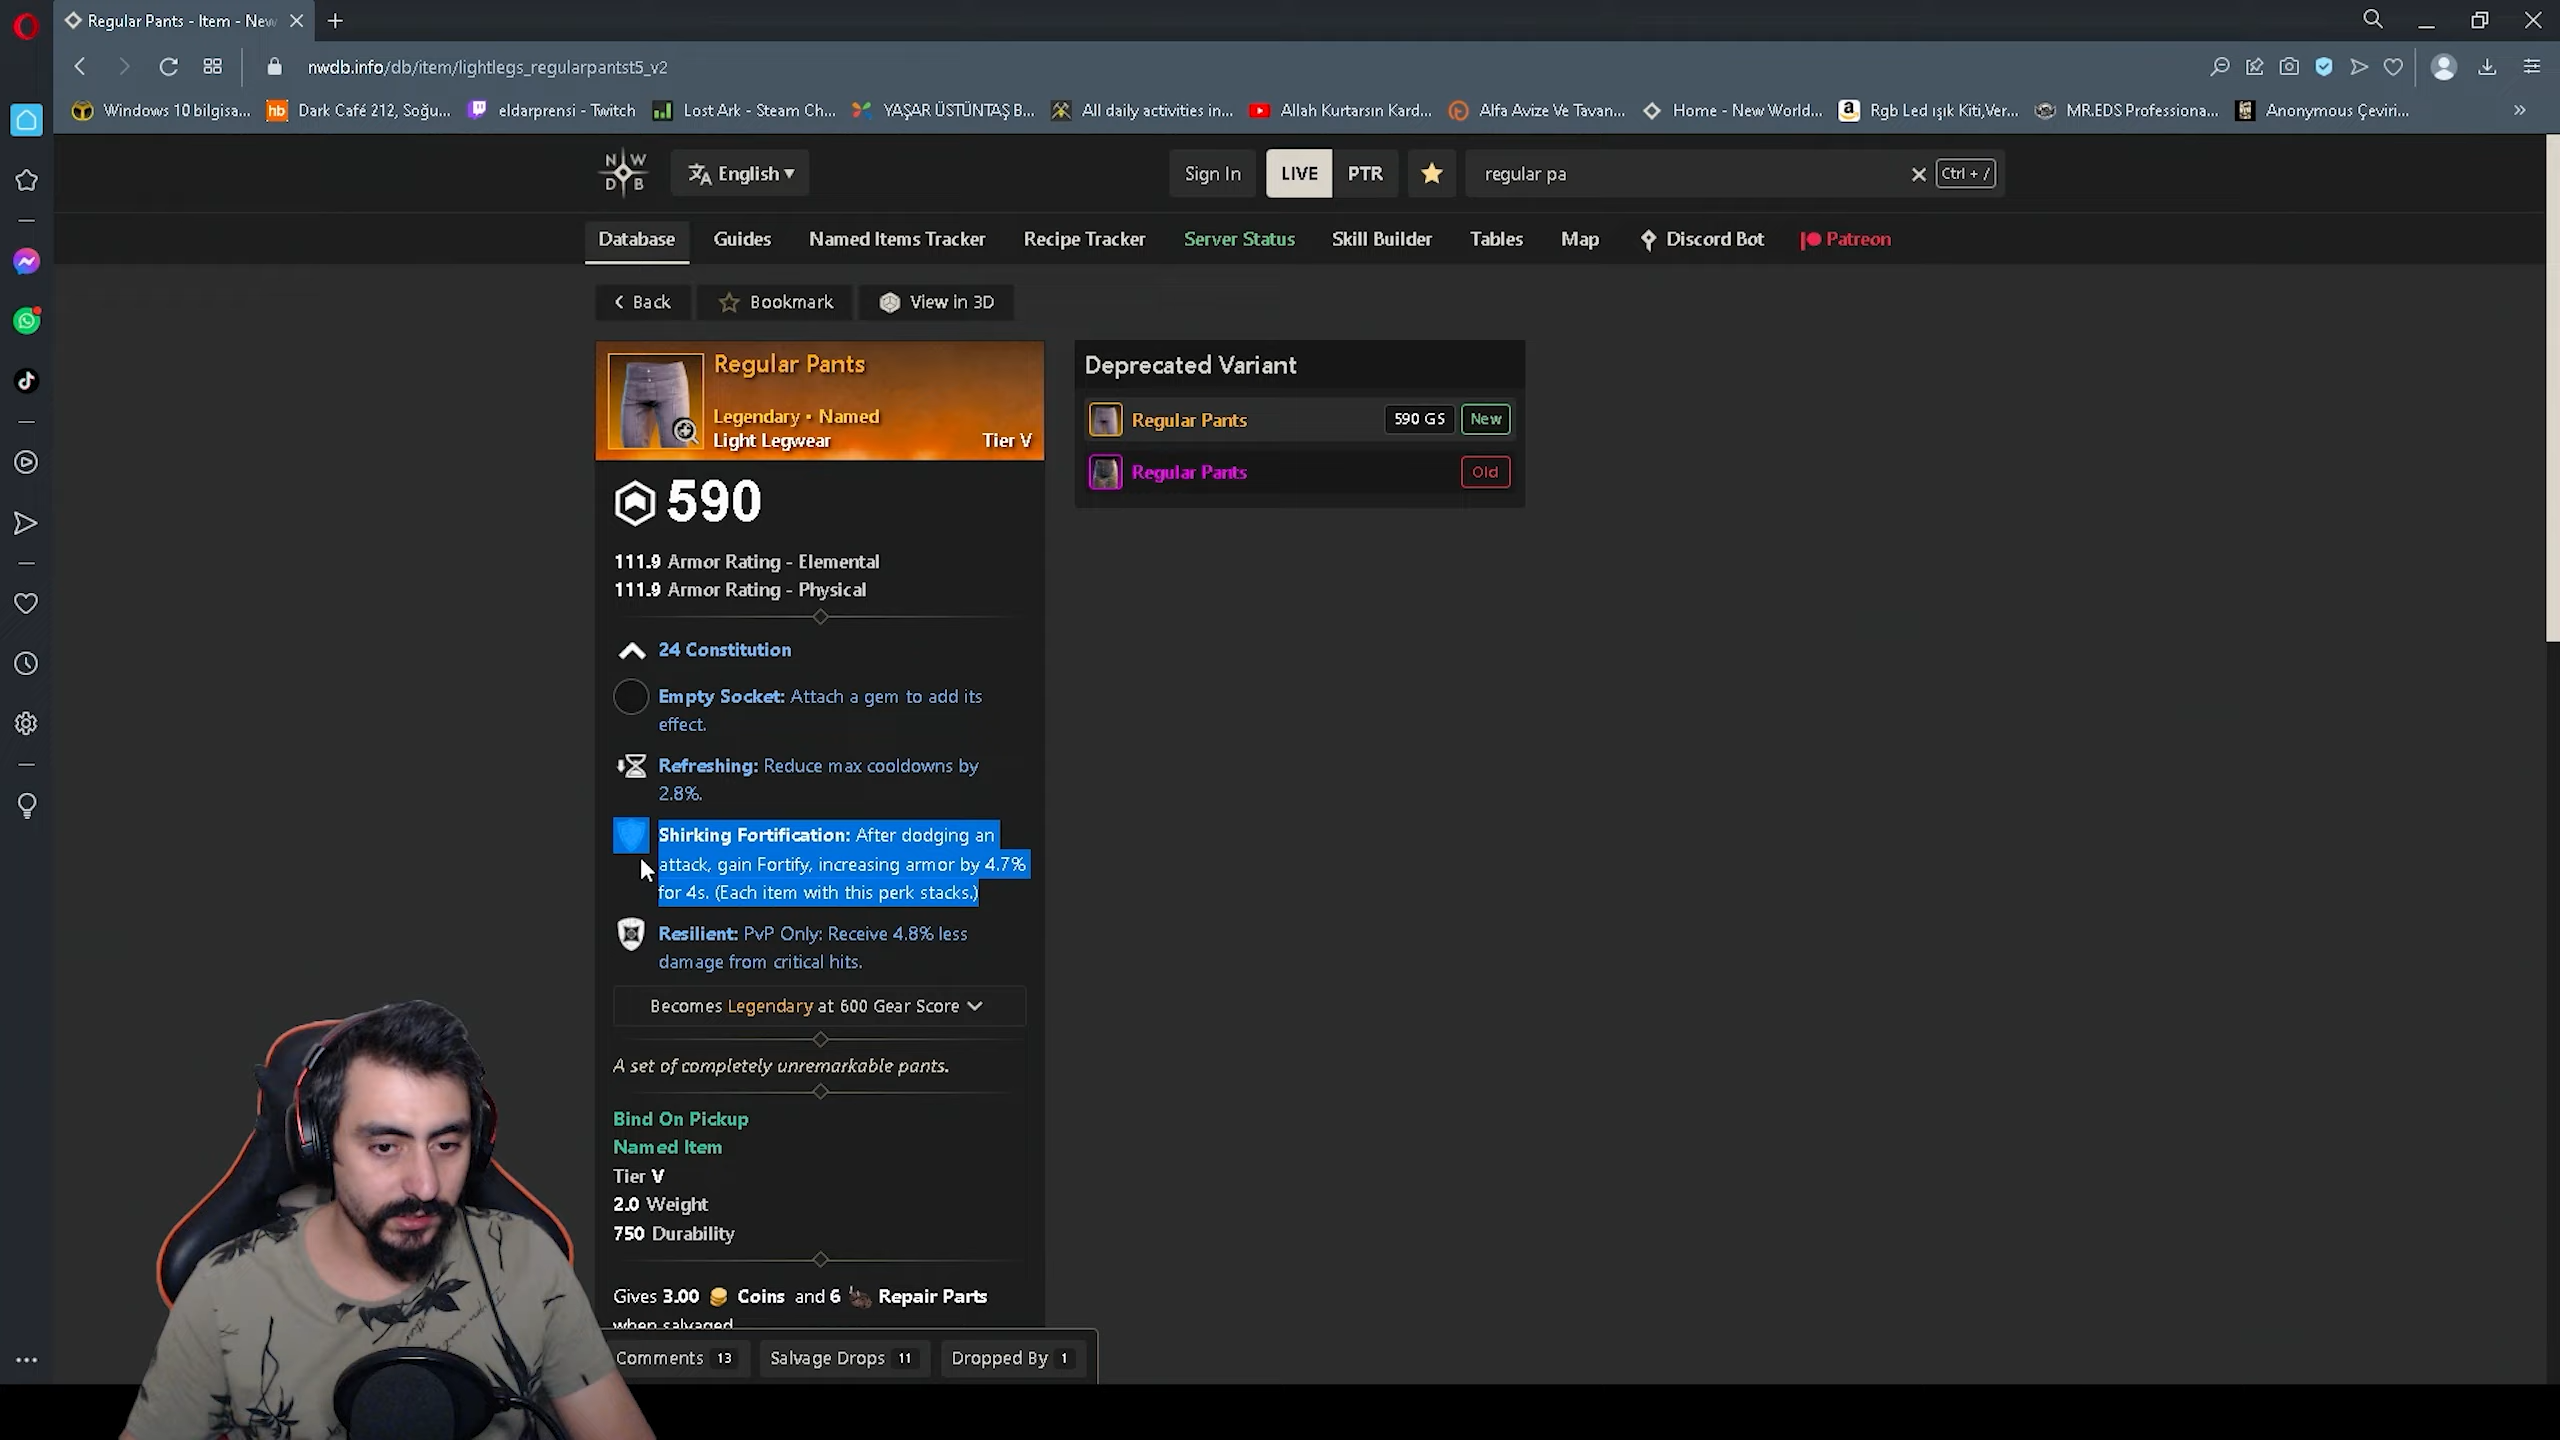 Regular Pants - Item - New
nwdb.info/db/item/lightlegs_regularpantst5_v2
Windows 10 bilgisa...
hb
Dark Café 212, Soğu...
eldarprensi - Twitch
Lost Ark - Steam Ch...
YAŞAR ÜSTÜNTAŞ B...
All daily activities in...
Allah Kurtarsın Kard...
Alfa Avize Ve Tavan...
Home - New World...
Rgb Led ışık Kiti,Ver...
MR.EDS Professiona...
Anonymous Çeviri...
N W
D B
English
Sign In
LIVE
PTR
regular pa
Ctrl + /
Database
Guides
Named Items Tracker
Recipe Tracker
Server Status
Skill Builder
Tables
Map
Discord Bot
Patreon
Back
Bookmark
View in 3D
Regular Pants
Legendary • Named
Light Legwear
Tier V
590
111.9 Armor Rating - Elemental
111.9 Armor Rating - Physical
24 Constitution
Empty Socket: Attach a gem to add its
effect.
Refreshing: Reduce max cooldowns by
2.8%.
Shirking Fortification: After dodging an
attack, gain Fortify, increasing armor by 4.7%
for 4s. (Each item with this perk stacks.)
Resilient: PvP Only: Receive 4.8% less
damage from critical hits.
Becomes Legendary at 600 Gear Score
A set of completely unremarkable pants.
Bind On Pickup
Named Item
Tier V
2.0 Weight
750 Durability
Gives 3.00 Coins and 6 Repair Parts
when salvaged
Comments 13
Salvage Drops 11
Dropped By 1
Deprecated Variant
Regular Pants
590 GS
New
Regular Pants
Old